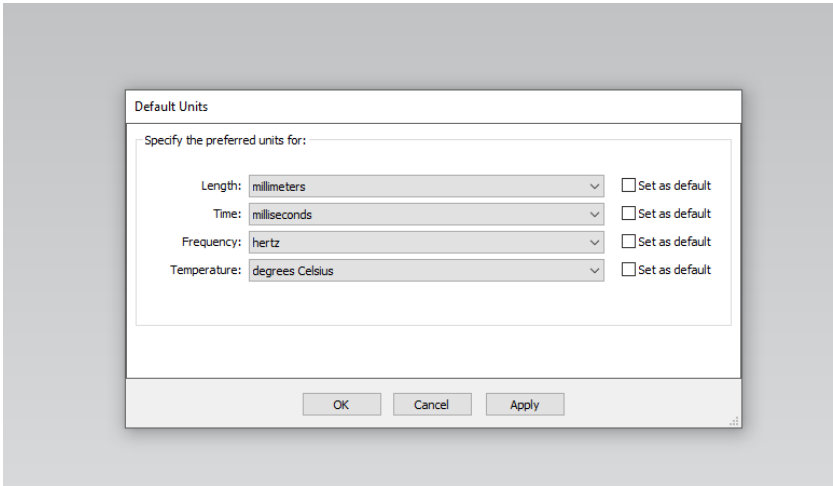 Default Units
Specify the preferred units for:
Length: millimeters Set as default
Time: milliseconds Set as default
Frequency: hertz Set as default
Temperature: degrees Celsius Set as default
OK Cancel Apply